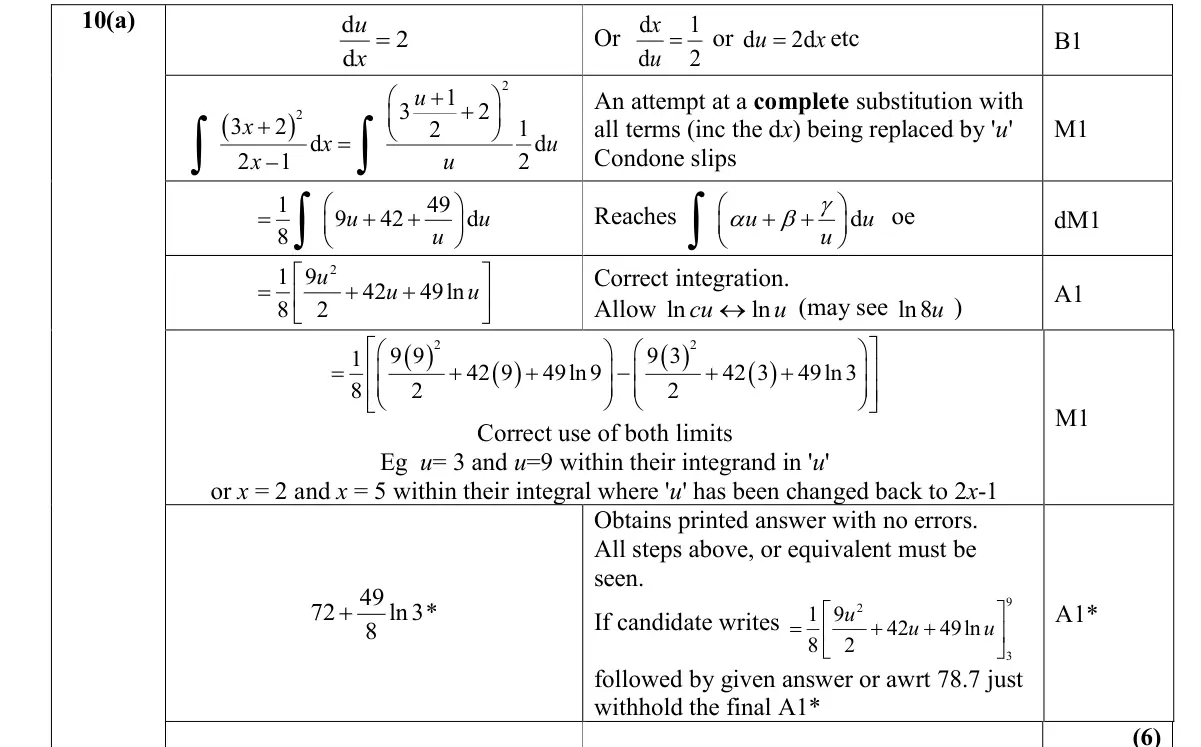 10(a)
du/dx = 2
Or dx/du = 1/2 or du = 2dx etc
B1
∫ (3x + 2)²/(2x – 1) dx = ∫ (3 (u + 1)/2 + 2)²/u 1/2 du
An attempt at a complete substitution with
all terms (inc the dx) being replaced by 'u'
Condone slips
M1
= 1/8 ∫ (9u + 42 + 49/u) du
Reaches ∫ (αu + β + γ/u) du oe
dM1
= 1/8 [9u²/2 + 42u + 49 ln u]
Correct integration.
Allow ln cu ↔ ln u (may see ln 8u )
A1
= 1/8 [(9(9)²/2 + 42(9) + 49 ln 9) – (9(3)²/2 + 42(3) + 49 ln 3)]
Correct use of both limits
Eg u= 3 and u=9 within their integrand in 'u'
or x = 2 and x = 5 within their integral where 'u' has been changed back to 2x-1
M1
72 + 49/8 ln 3*
Obtains printed answer with no errors.
All steps above, or equivalent must be
seen.
If candidate writes = 1/8 [9u²/2 + 42u + 49 ln u]₃⁹
followed by given answer or awrt 78.7 just
withhold the final A1*
A1*
(6)